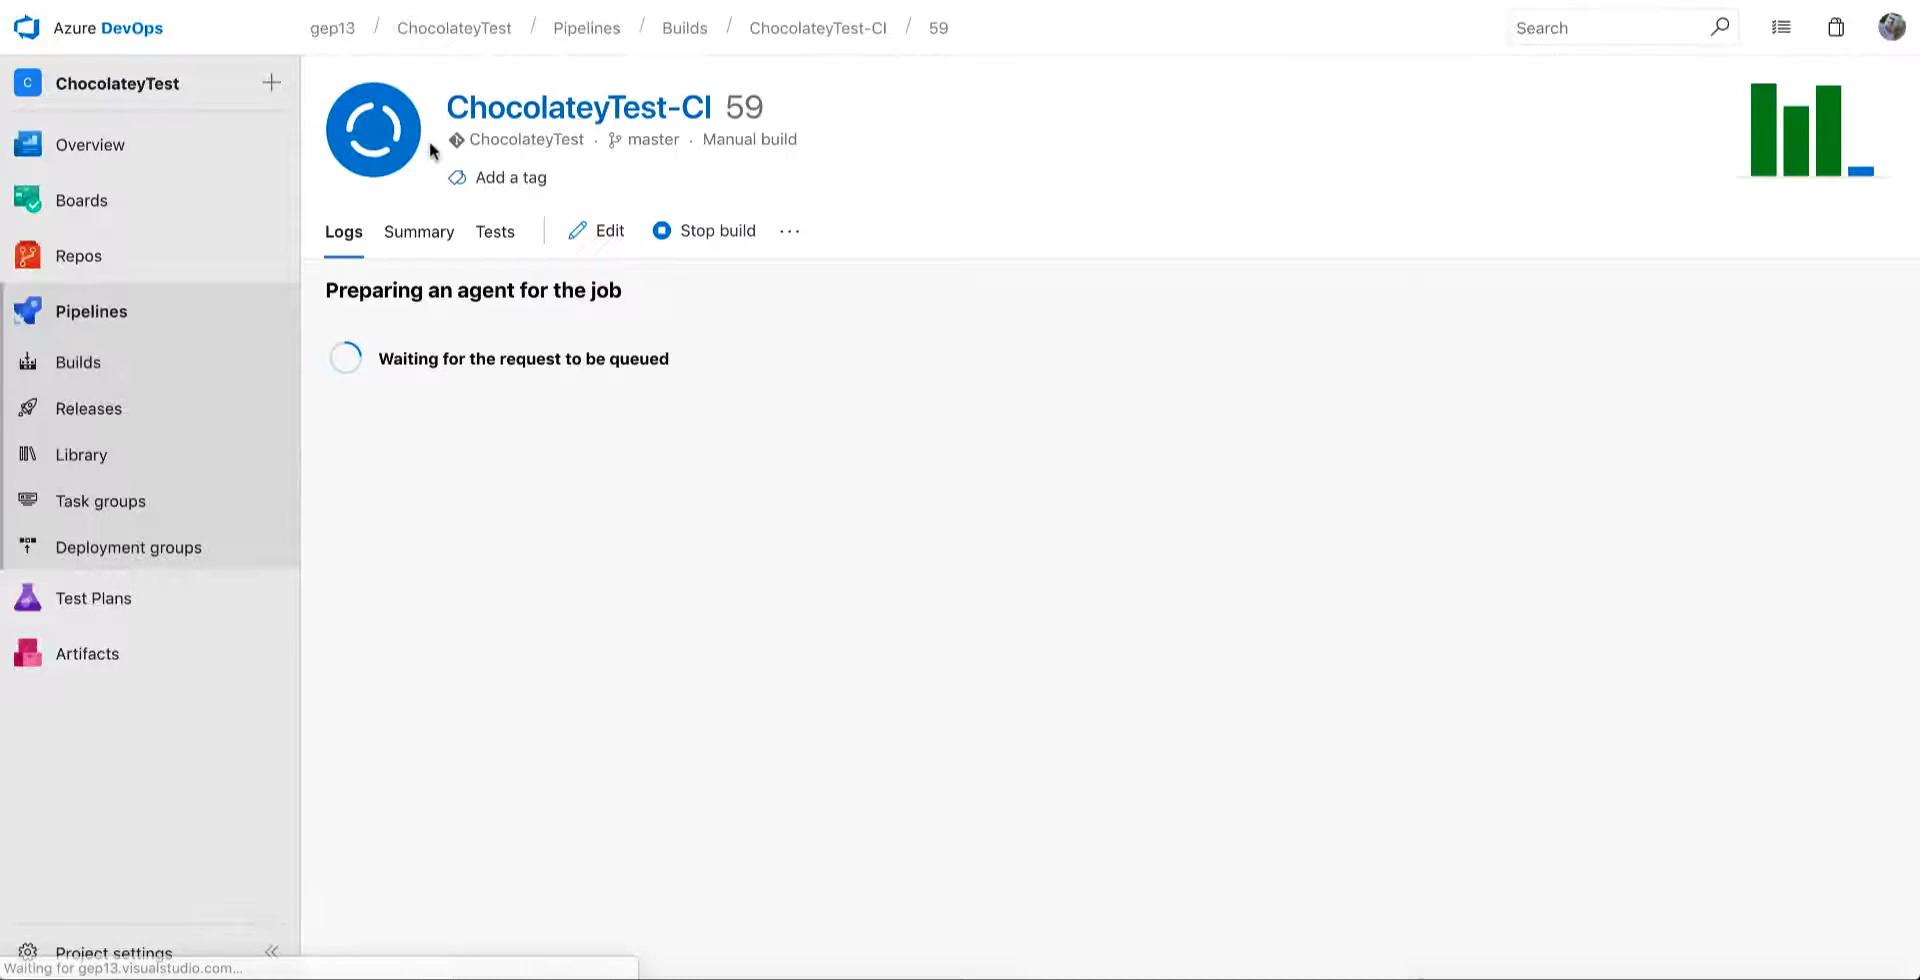 Azure DevOps
gep13 / ChocolateyTest / Pipelines / Builds / ChocolateyTest-CI / 59
Search
C ChocolateyTest
Overview
Boards
Repos
Pipelines
Builds
Releases
Library
Task groups
Deployment groups
Test Plans
Artifacts
Project settings
Waiting for gep13.visualstudio.com...
ChocolateyTest-CI 59
ChocolateyTest · master · Manual build
Add a tag
Logs Summary Tests Edit Stop build ...
Preparing an agent for the job
Waiting for the request to be queued